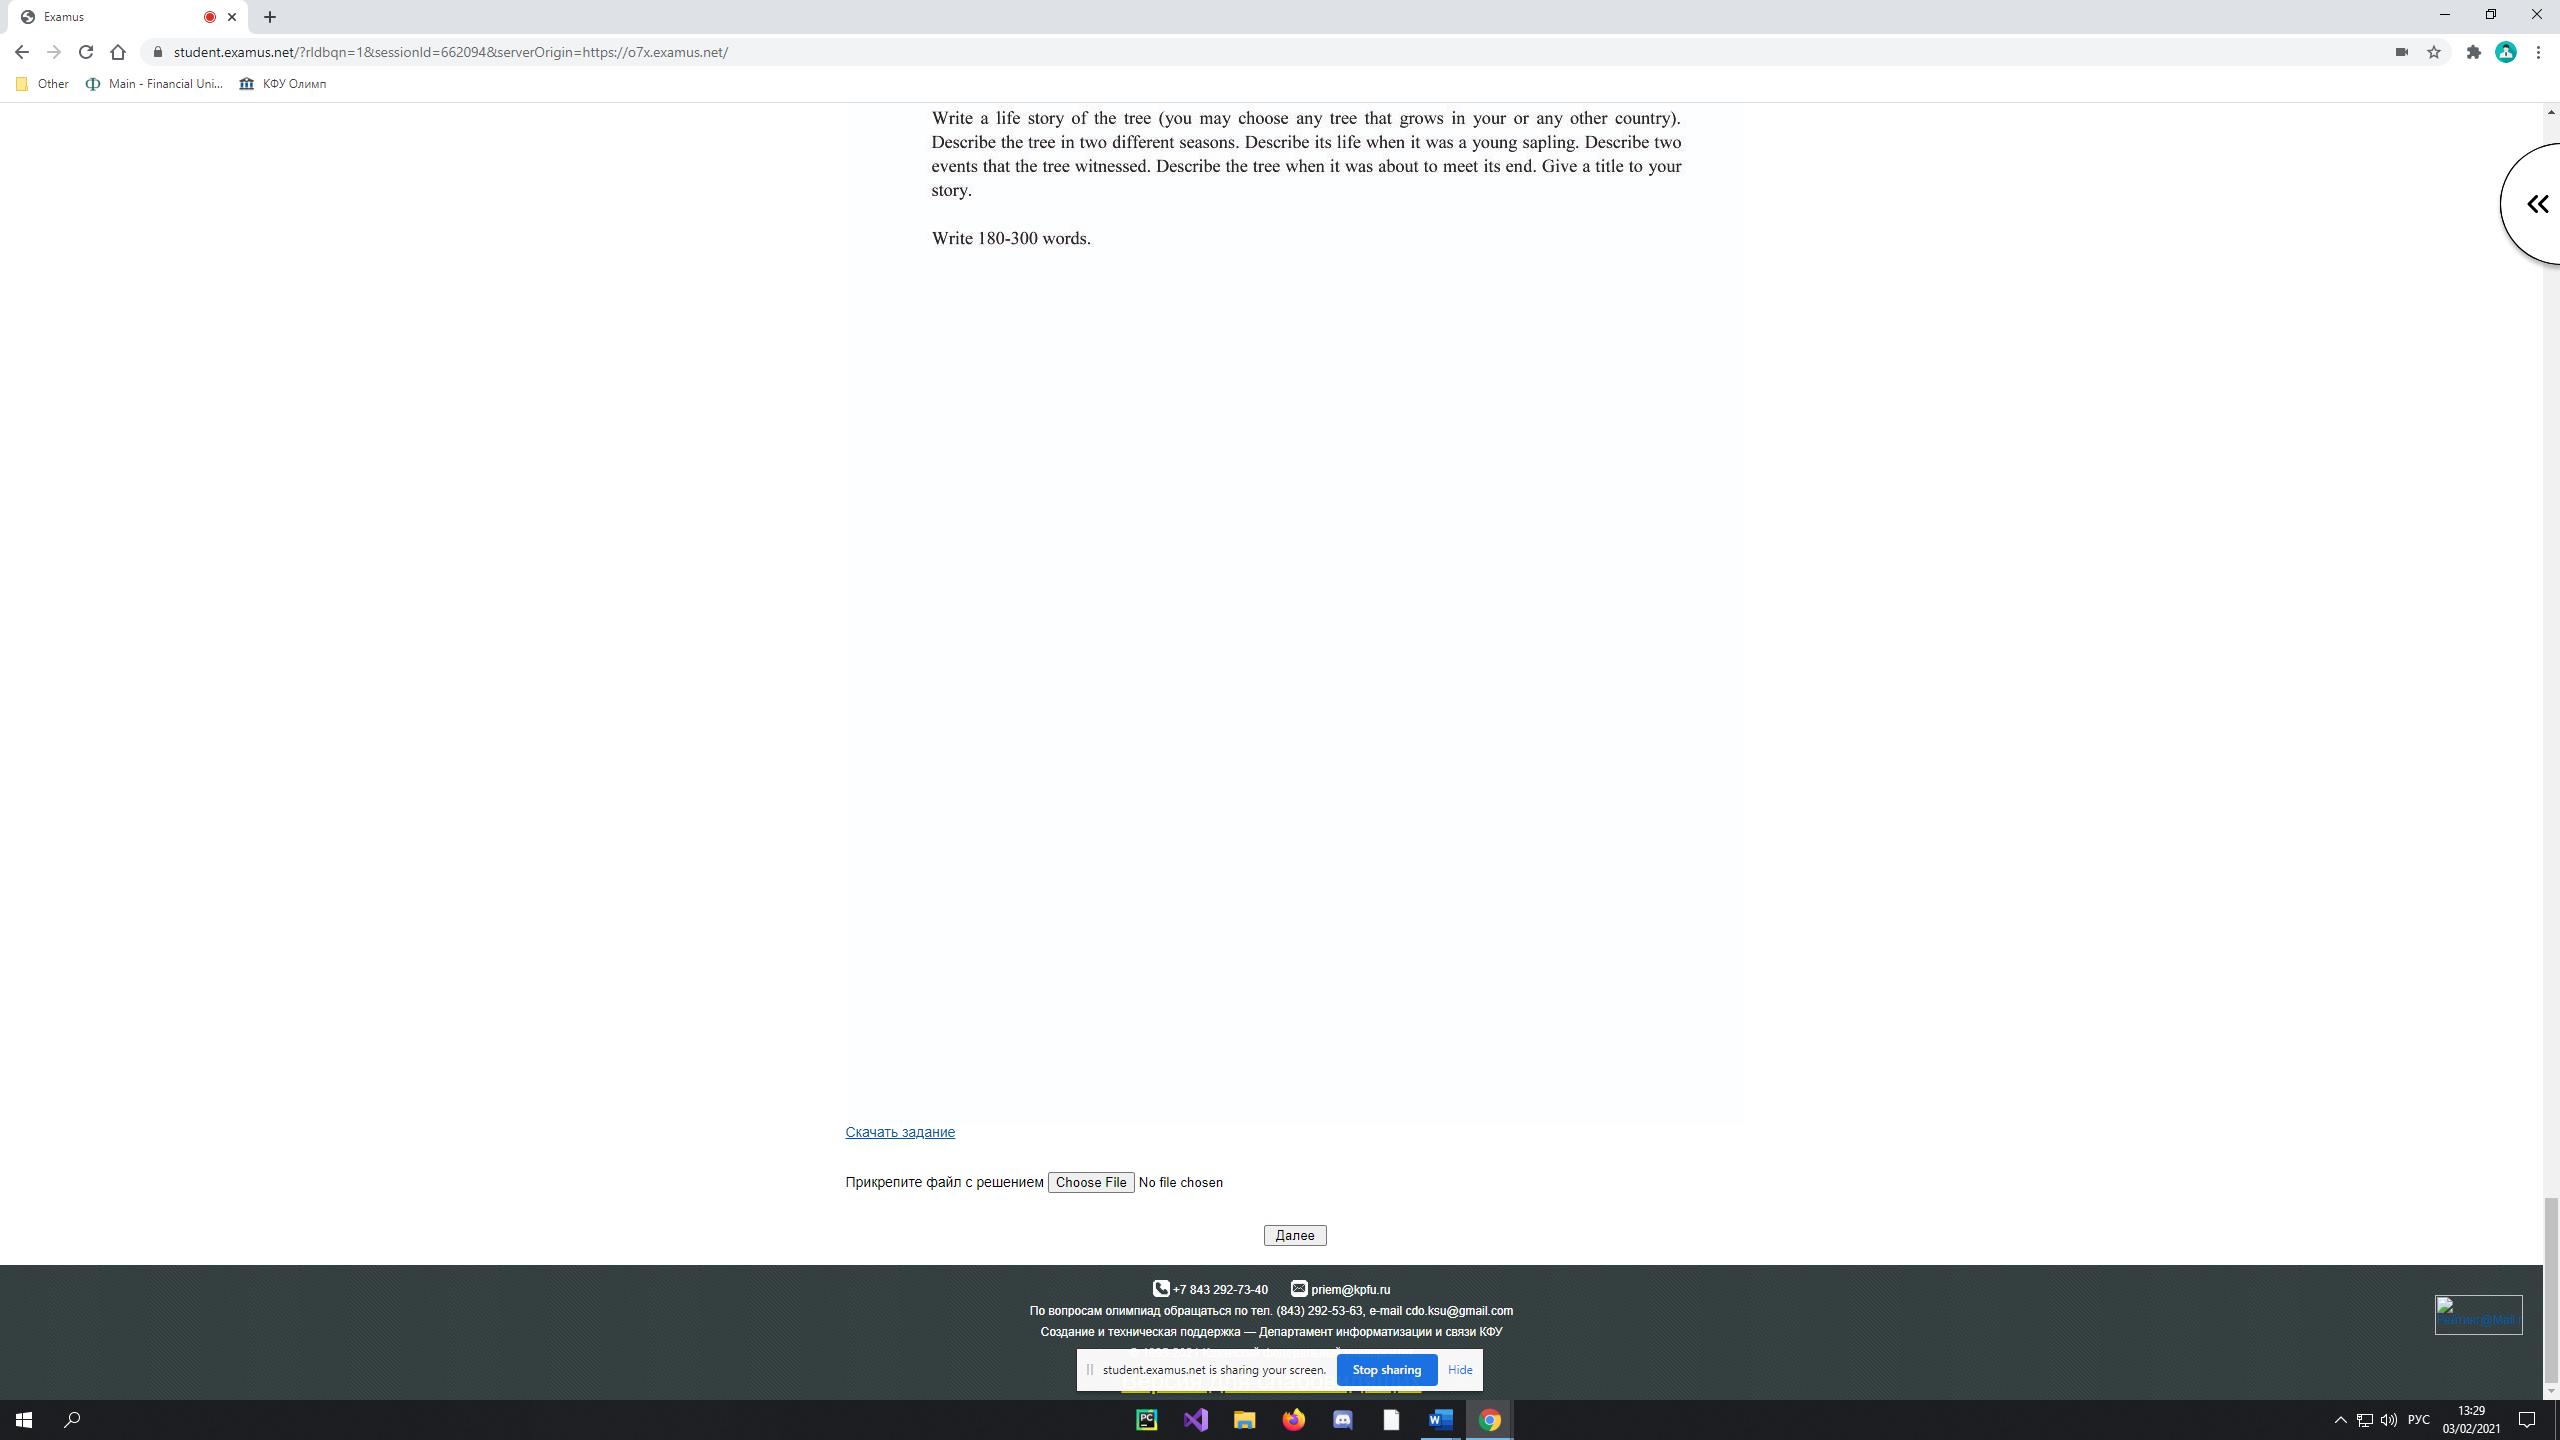 Examus
student.examus.net/?rldbqn=1&sessionId=662094&serverOrigin=https://o7x.examus.net/
Other Main - Financial Uni... КФУ Олимп
Write a life story of the tree (you may choose any tree that grows in your or any other country).
Describe the tree in two different seasons. Describe its life when it was a young sapling. Describe two
events that the tree witnessed. Describe the tree when it was about to meet its end. Give a title to your
story.
Write 180-300 words.
Скачать задание
Прикрепите файл с решением Choose File No file chosen
Далее
+7 843 292-73-40 priem@kpfu.ru
По вопросам олимпиад обращаться по тел. (843) 292-53-63, e-mail cdo.ksu@gmail.com
Создание и техническая поддержка — Департамент информатизации и связи КФУ
Рейтинг@Mail.r
student.examus.net is sharing your screen. Stop sharing Hide
PC W РУС 13:29
03/02/2021